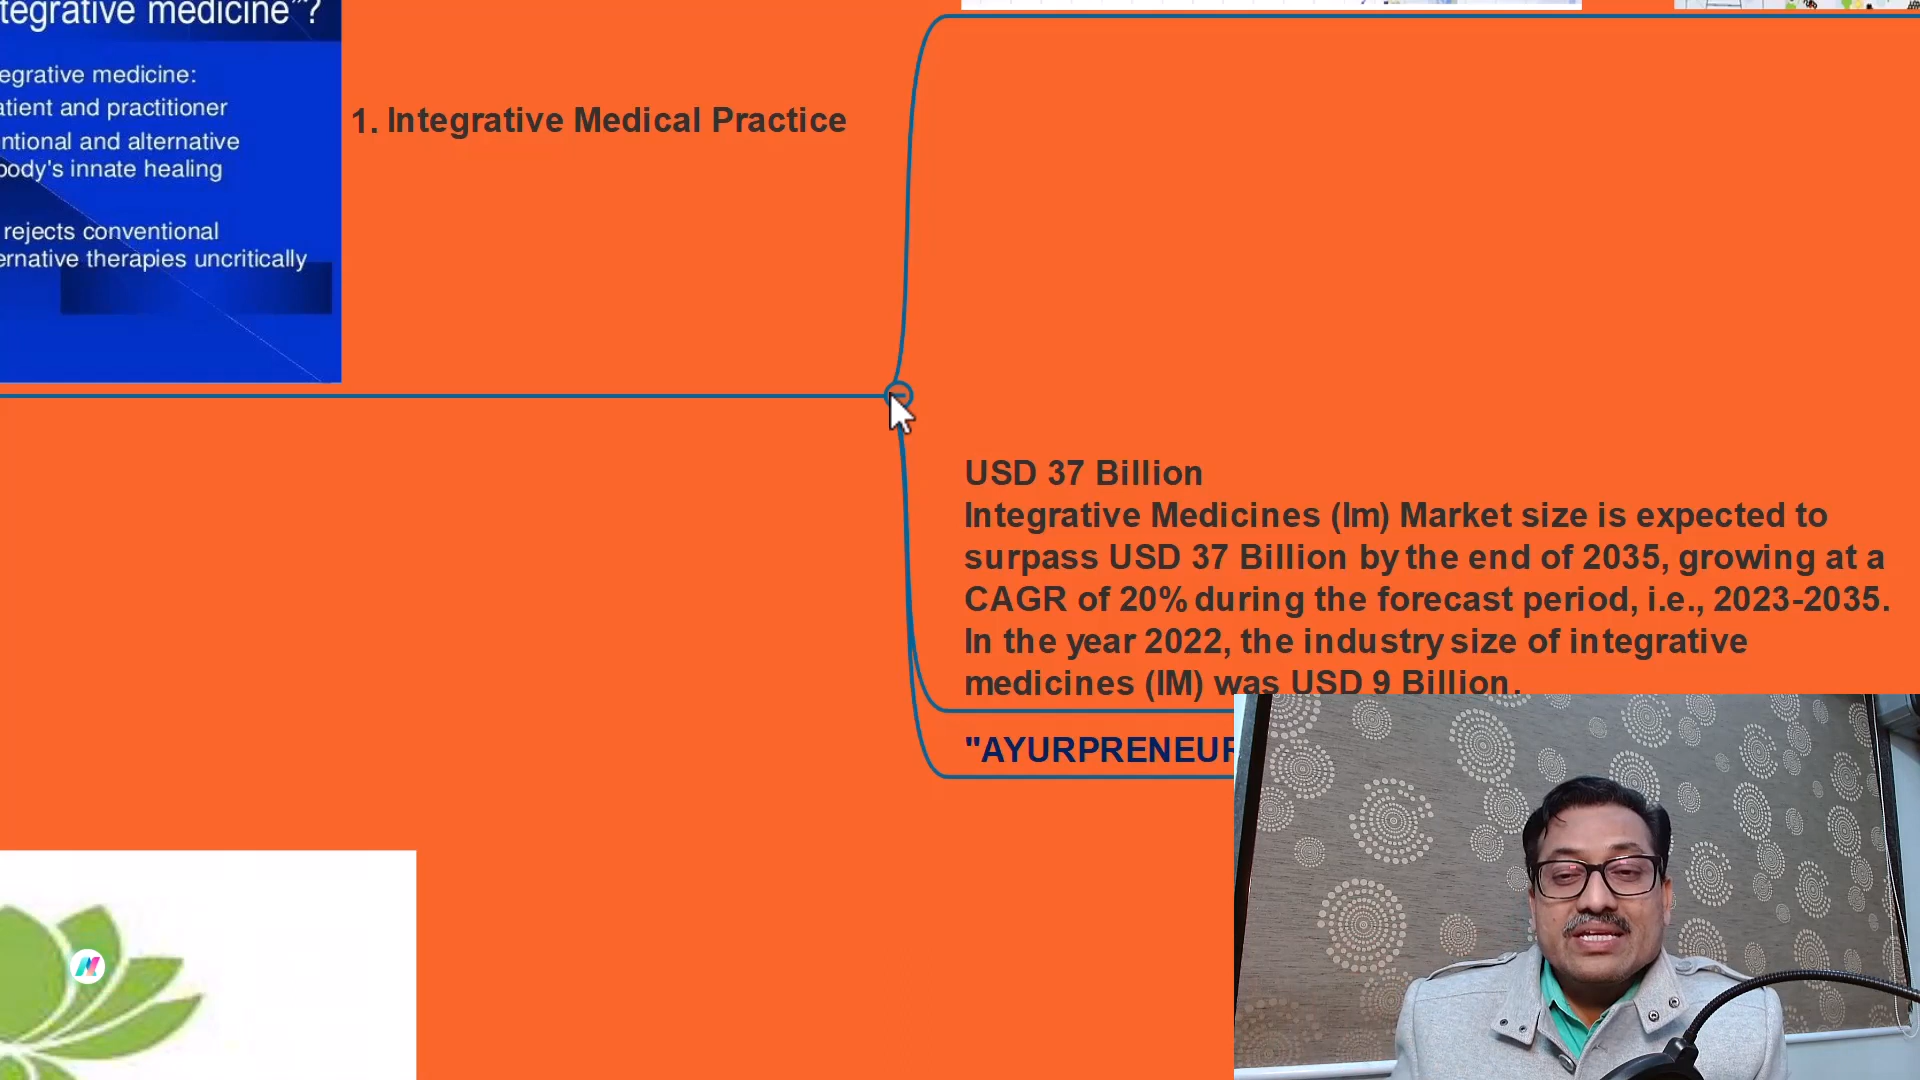 tegrative medicine"?
egrative medicine:
atient and practitioner
ntional and alternative
body's innate healing
rejects conventional
ernative therapies uncritically
1. Integrative Medical Practice
USD 37 Billion
Integrative Medicines (Im) Market size is expected to
surpass USD 37 Billion by the end of 2035, growing at a
CAGR of 20% during the forecast period, i.e., 2023-2035.
In the year 2022, the industry size of integrative
medicines (IM) was USD 9 Billion.
"AYURPRENEUR